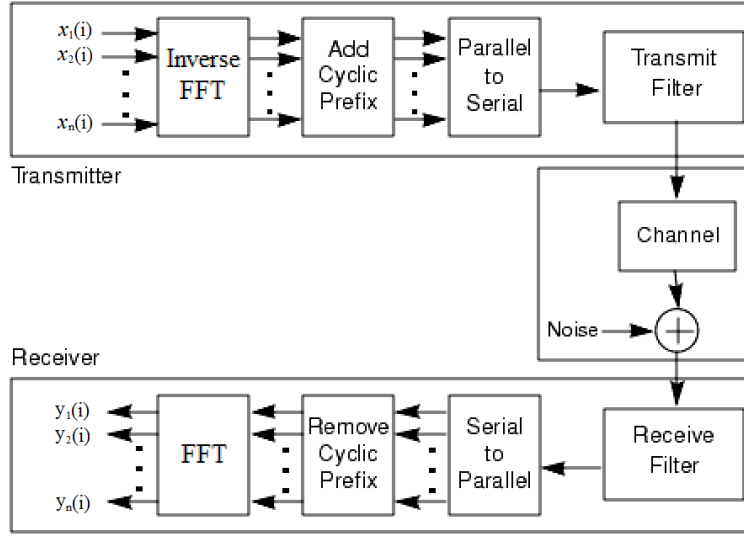 x₁(i)
x₂(i)
xₙ(i)
Inverse
FFT
Add
Cyclic
Prefix
Parallel
to
Serial
Transmit
Filter
Transmitter
Channel
Noise
Receiver
y₁(i)
y₂(i)
yₙ(i)
FFT
Remove
Cyclic
Prefix
Serial
to
Parallel
Receive
Filter